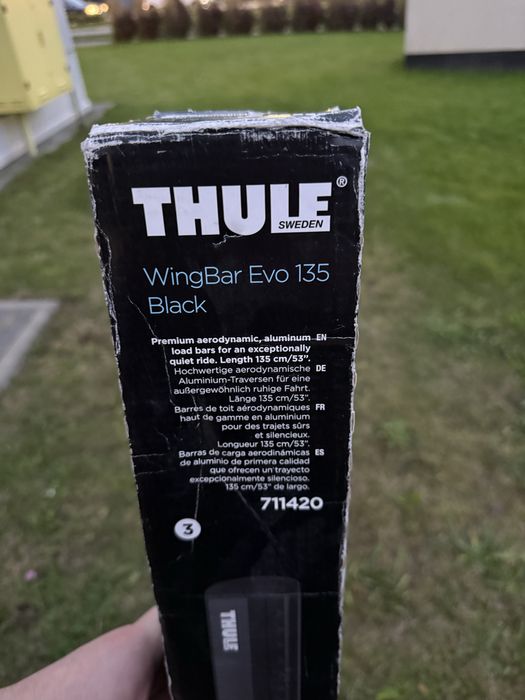 THULE®
SWEDEN
WingBar Evo 135
Black
Premium aerodynamic, aluminum EN
load bars for an exceptionally
quiet ride. Length 135 cm/53".
Hochwertige aerodynamische DE
Aluminium-Traversen für eine
außergewöhnlich ruhige Fahrt.
Länge 135 cm/53".
Barres de toit aérodynamiques FR
haut de gamme en aluminium
pour des trajets sûrs
et silencieux.
Longueur 135 cm/53".
Barras de carga aerodinámicas ES
de aluminio de primera calidad
que ofrecen un trayecto
excepcionalmente silencioso.
135 cm/53" de largo.
711420
3
THULE